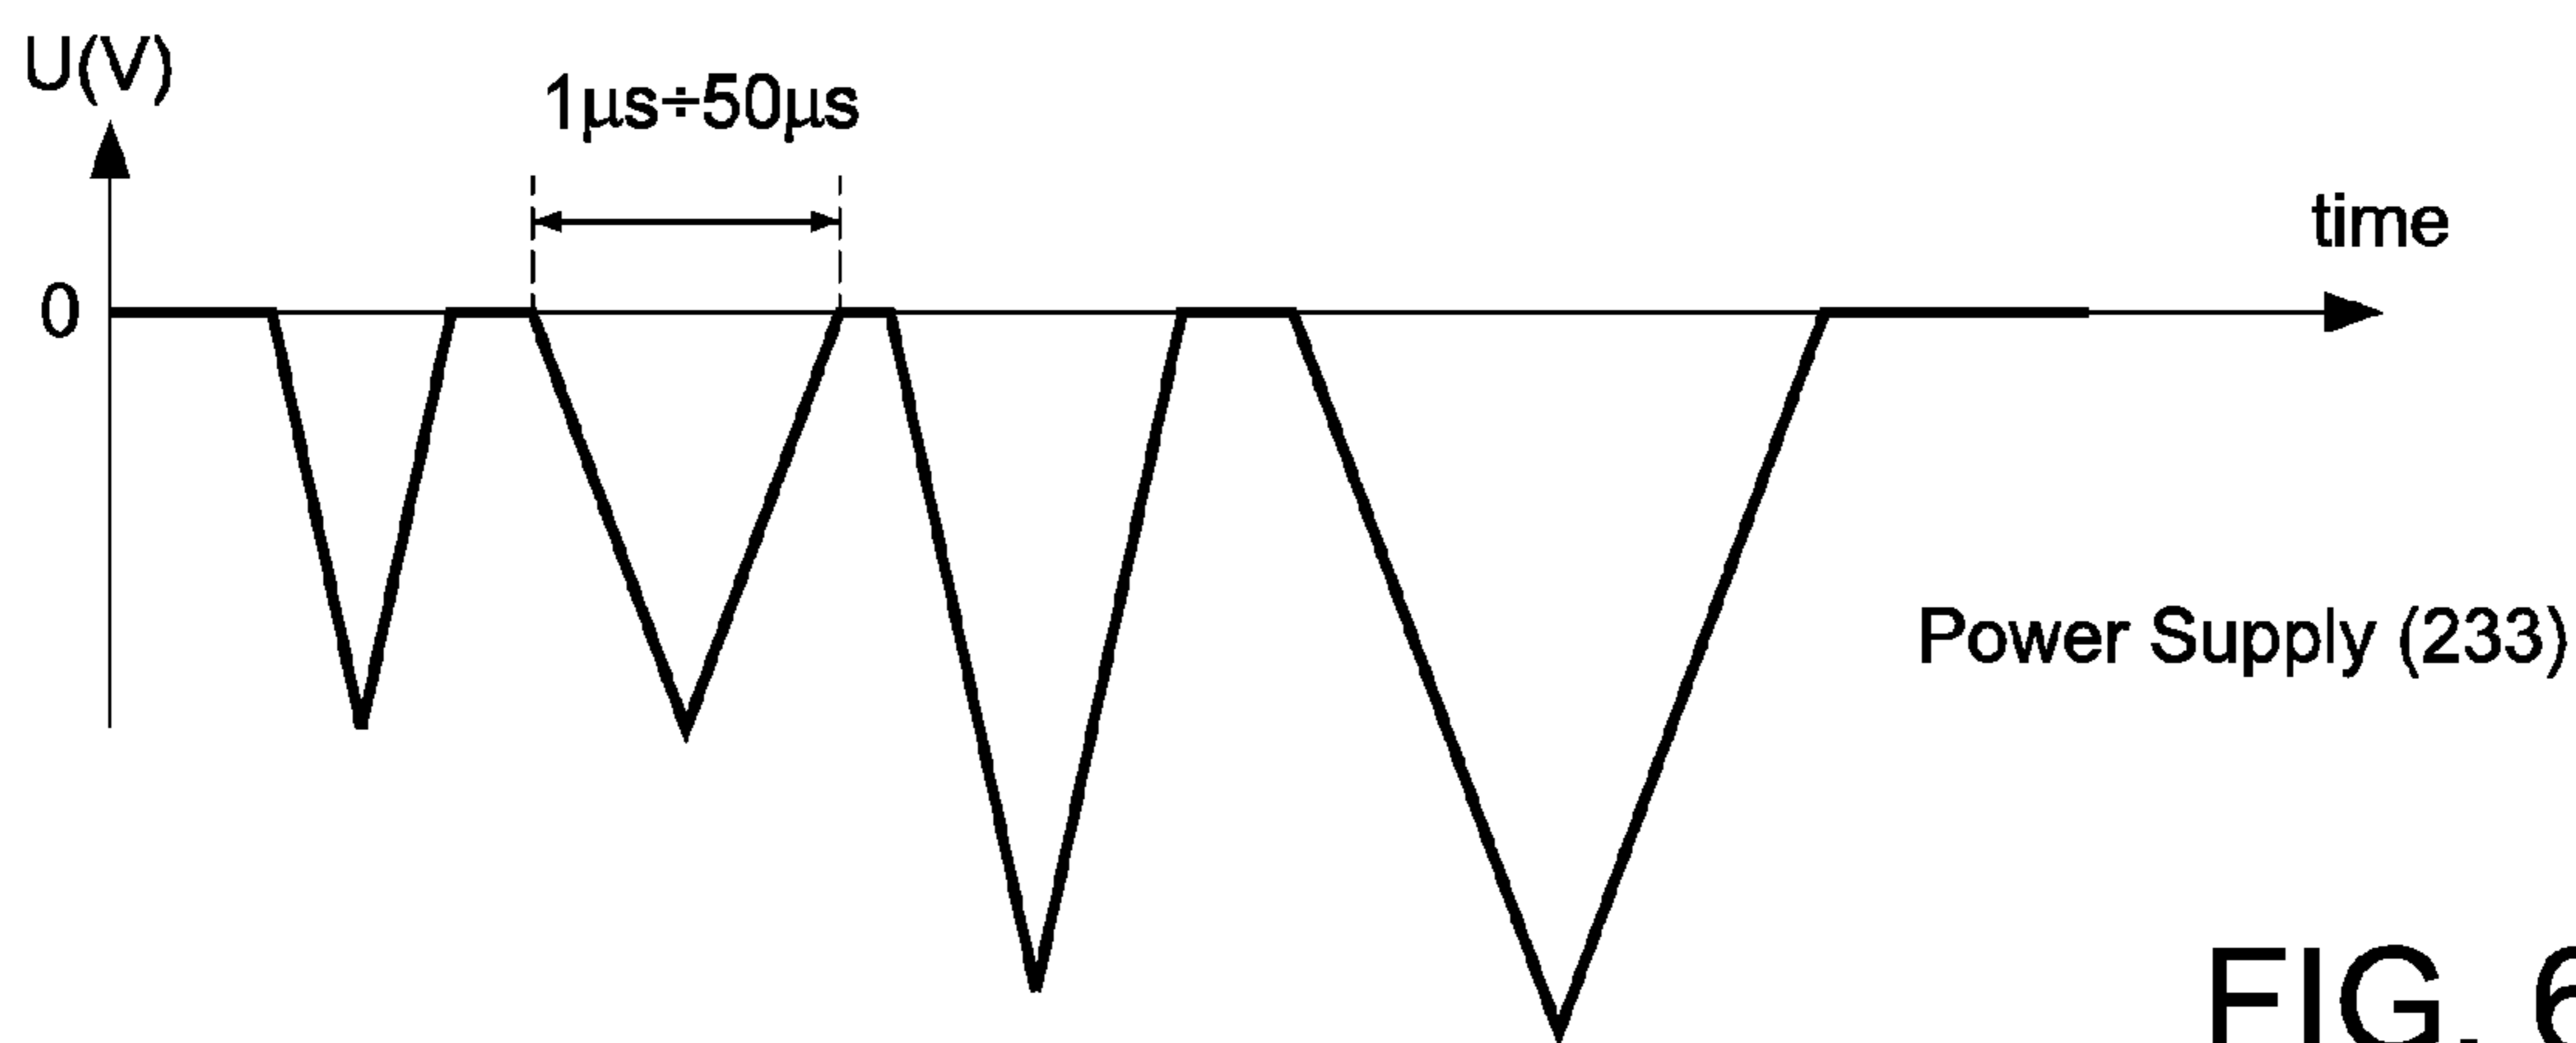 U(V)
1μs÷50μs
time
0
Power Supply (233)
FIG. 6